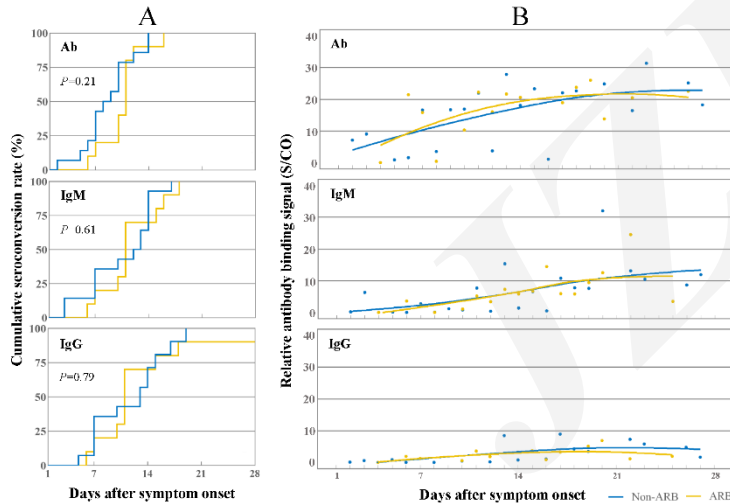 A
B
Cumulative seroconversion rate (%)
Ab
P=0.21
100
75
50
25
0
IgM
P=0.61
100
75
50
25
0
IgG
P=0.79
100
75
50
25
0
1 7 14 21 28
Days after symptom onset
Relative antibody binding signal (S/CO)
Ab
40
30
20
10
0
IgM
40
30
20
10
0
IgG
40
30
20
10
0
0 7 14 21 28
Days after symptom onset
Non-ARB ARB
JZ